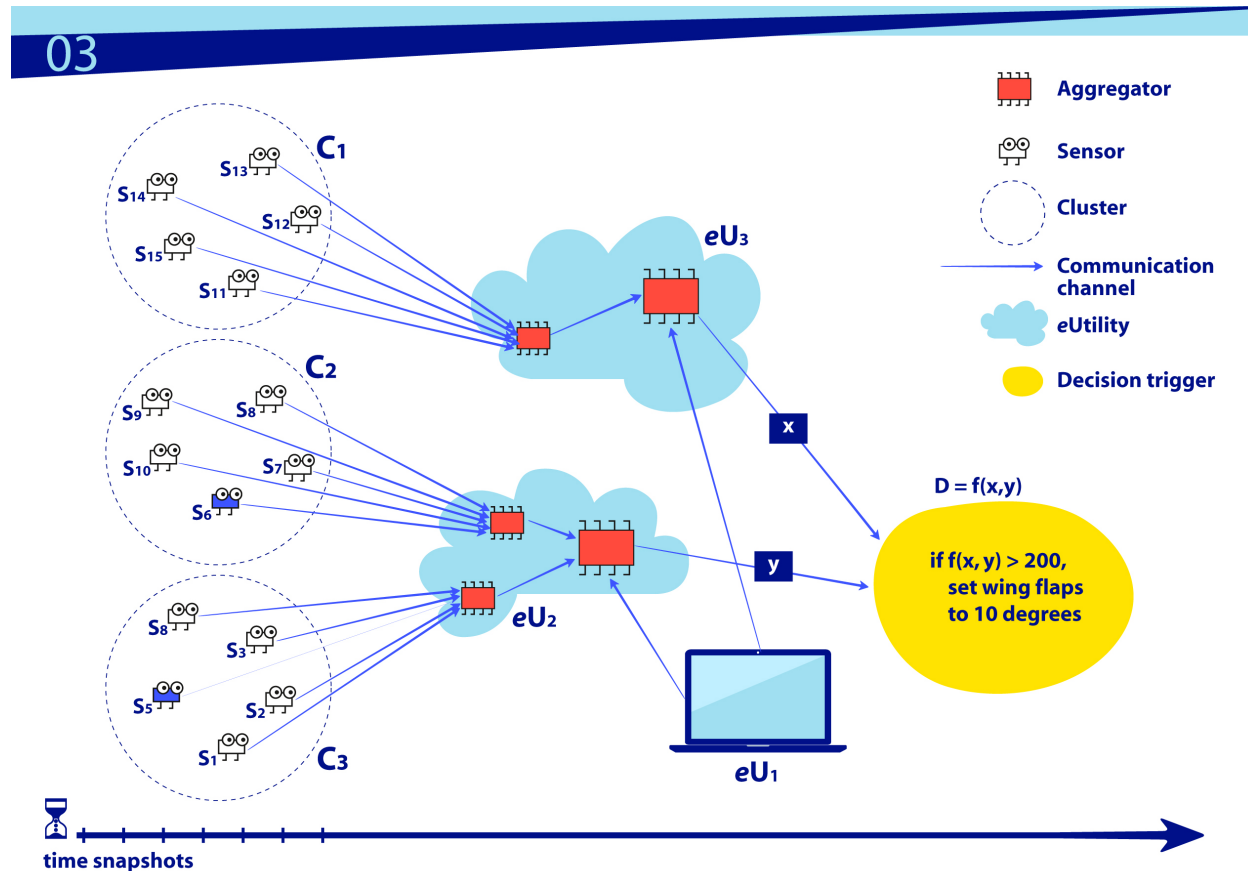 03
Aggregator
Sensor
Cluster
Communication
channel
eUtility
Decision trigger
C1
S13
S14
S12
S15
S11
eU3
C2
S9
S8
S10
S7
S6
x
D = f(x,y)
if f(x, y) > 200,
set wing flaps
to 10 degrees
y
eU2
S8
S3
S5
S2
S1
C3
eU1
time snapshots